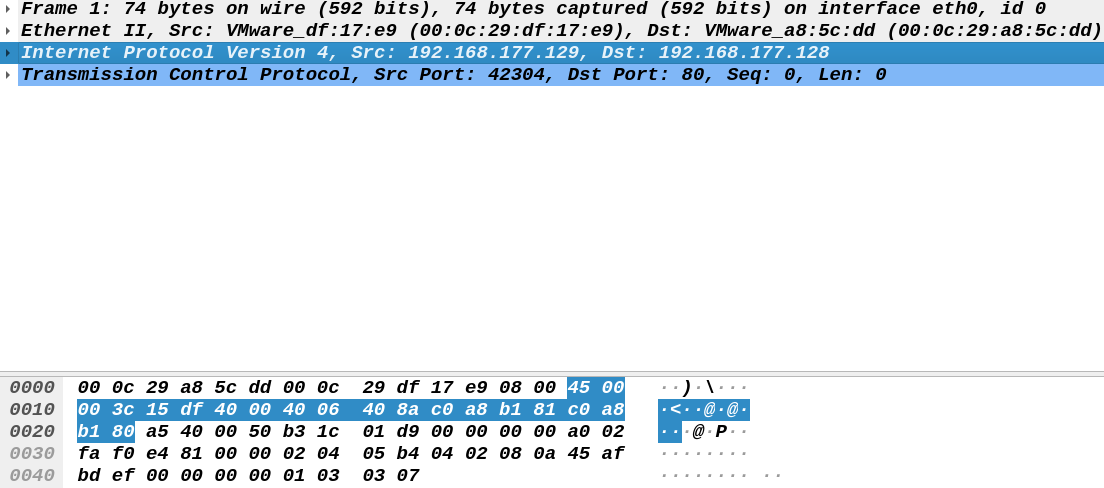 Frame 1: 74 bytes on wire (592 bits), 74 bytes captured (592 bits) on interface eth0, id 0
Ethernet II, Src: VMware_df:17:e9 (00:0c:29:df:17:e9), Dst: VMware_a8:5c:dd (00:0c:29:a8:5c:dd)
Internet Protocol Version 4, Src: 192.168.177.129, Dst: 192.168.177.128
Transmission Control Protocol, Src Port: 42304, Dst Port: 80, Seq: 0, Len: 0
0000 00 0c 29 a8 5c dd 00 0c 29 df 17 e9 08 00 45 00 ··)·\···
0010 00 3c 15 df 40 00 40 06 40 8a c0 a8 b1 81 c0 a8 ·<··@·@·
0020 b1 80 a5 40 00 50 b3 1c 01 d9 00 00 00 00 a0 02 ···@·P··
0030 fa f0 e4 81 00 00 02 04 05 b4 04 02 08 0a 45 af ········
0040 bd ef 00 00 00 00 01 03 03 07 ········ ··